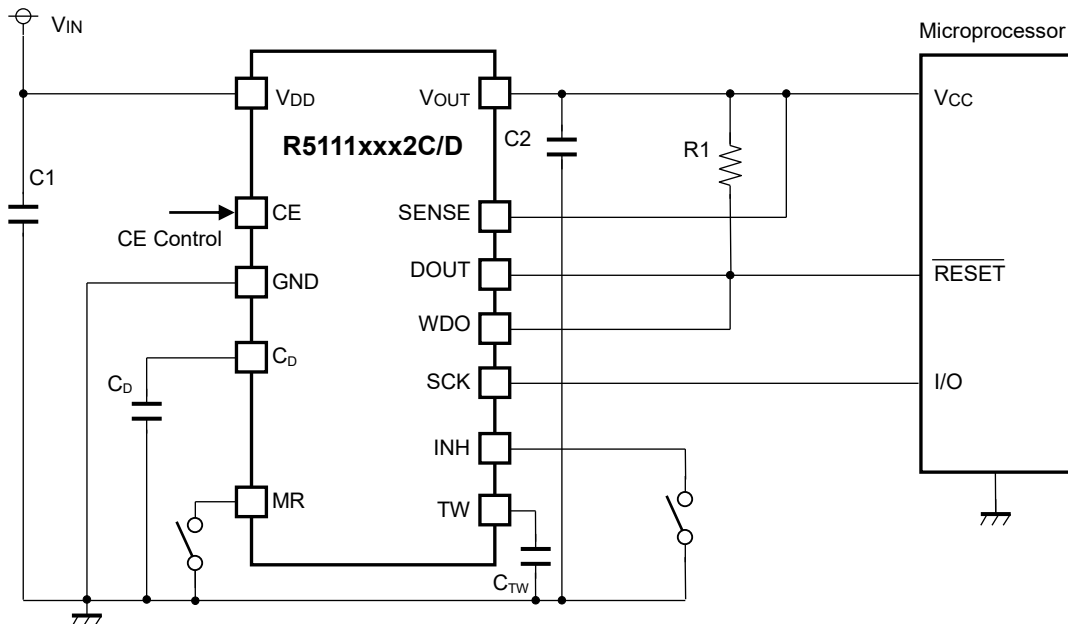 VIN
Microprocessor
VDD
VOUT
VCC
R5111xxx2C/D
C2
R1
C1
CE
SENSE
CE Control
GND
DOUT
RESET
WDO
CD
CD
SCK
I/O
INH
MR
TW
CTW